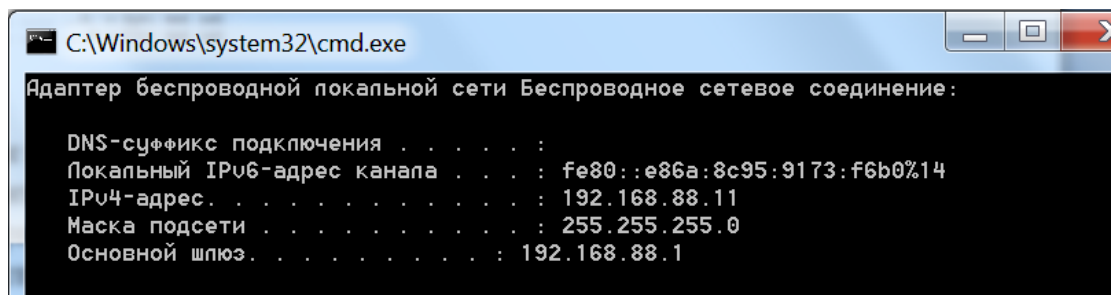 C:\Windows\system32\cmd.exe
Адаптер беспроводной локальной сети Беспроводное сетевое соединение:
DNS-суффикс подключения . . . . . :
Локальный IPv6-адрес канала . . . : fe80::e86a:8c95:9173:f6b0%14
IPv4-адрес. . . . . . . . . . . . : 192.168.88.11
Маска подсети . . . . . . . . . . : 255.255.255.0
Основной шлюз. . . . . . . . . : 192.168.88.1